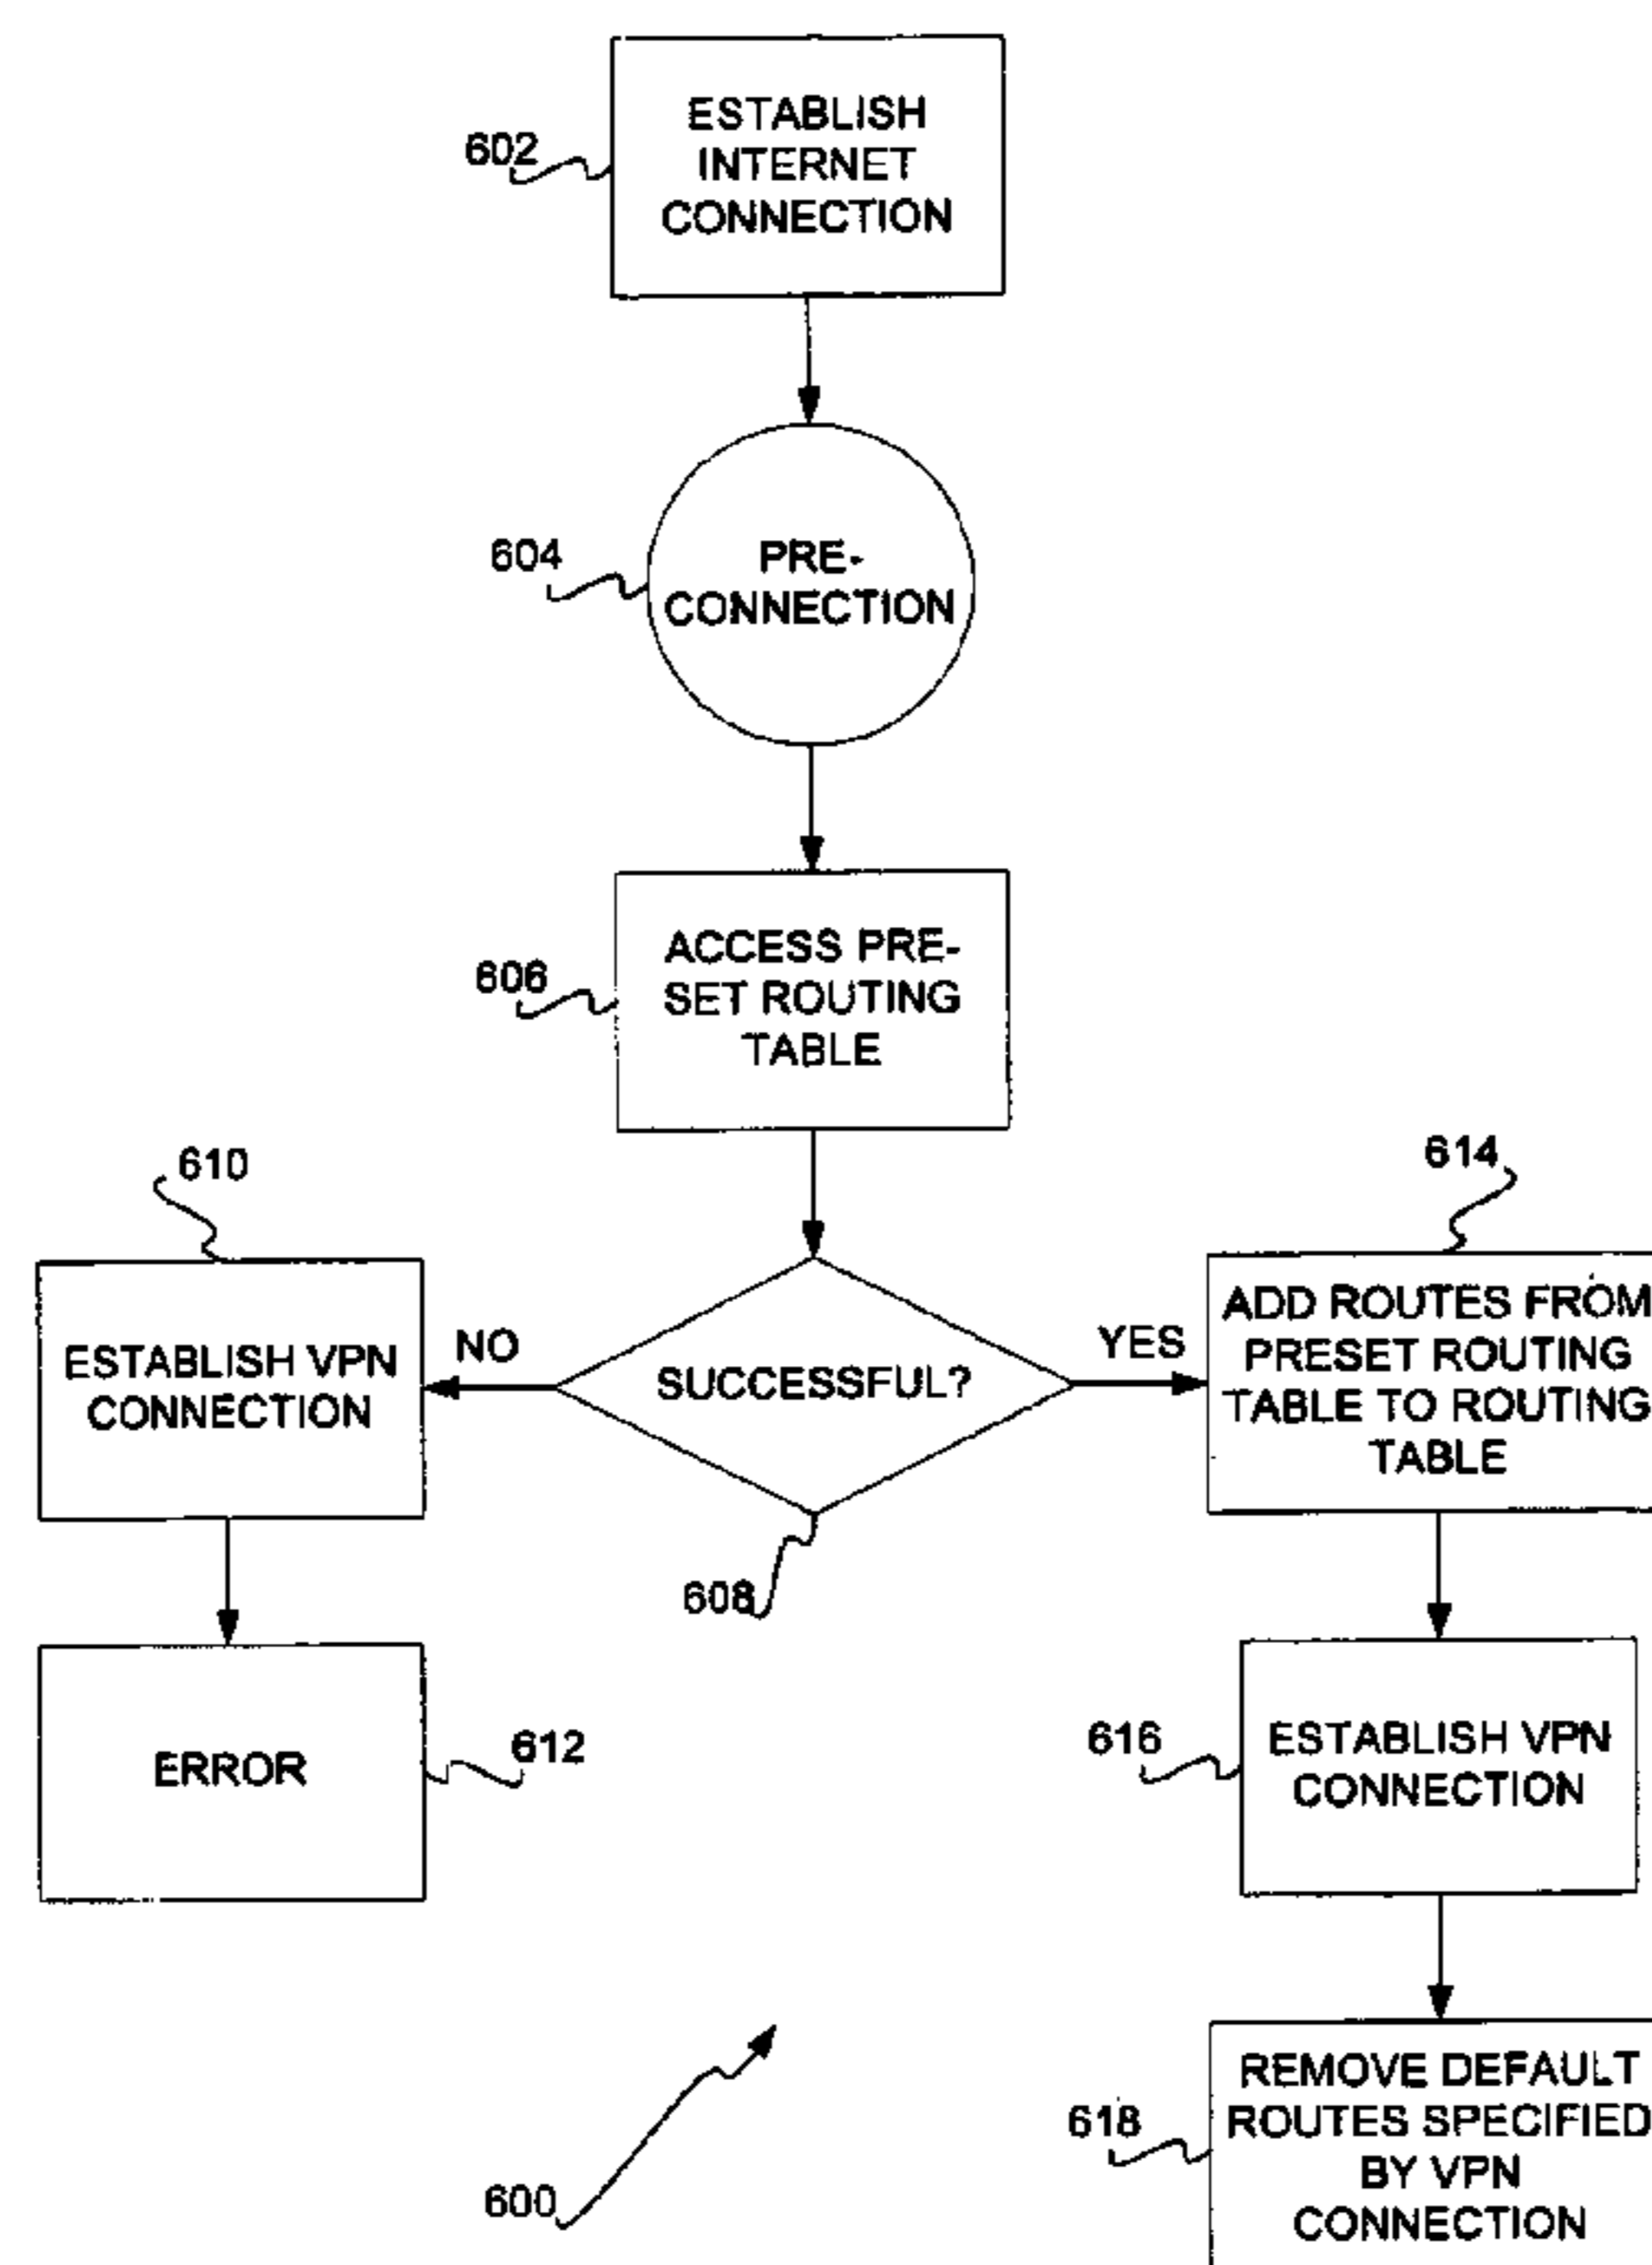 602
ESTABLISH
INTERNET
CONNECTION
604
PRE-
CONNECTION
606
ACCESS PRE-
SET ROUTING
TABLE
610
614
ESTABLISH VPN
CONNECTION
NO
SUCCESSFUL?
YES
ADD ROUTES FROM
PRESET ROUTING
TABLE TO ROUTING
TABLE
608
ERROR
612
616
ESTABLISH VPN
CONNECTION
600
618
REMOVE DEFAULT
ROUTES SPECIFIED
BY VPN
CONNECTION